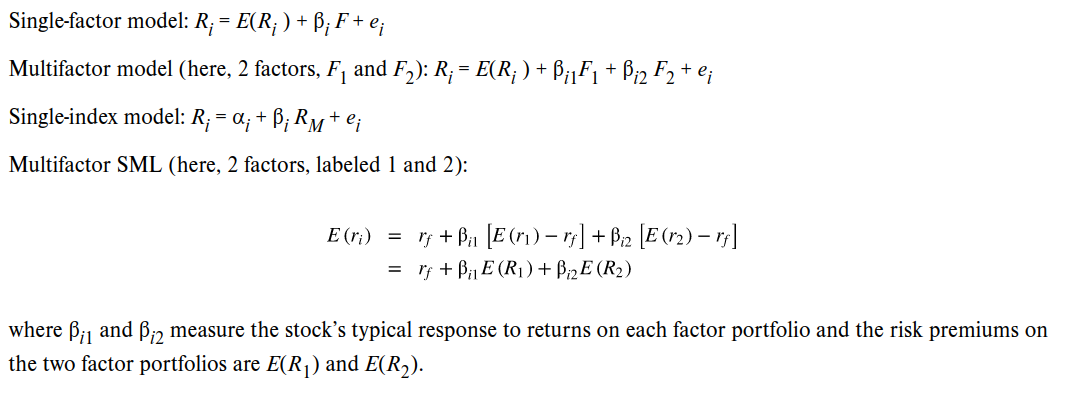 Single-factor model: Rᵢ = E(Rᵢ ) + βᵢ F + eᵢ
Multifactor model (here, 2 factors, F₁ and F₂): Rᵢ = E(Rᵢ ) + βᵢ₁F₁ + βᵢ₂ F₂ + eᵢ
Single-index model: Rᵢ = αᵢ + βᵢ R_M + eᵢ
Multifactor SML (here, 2 factors, labeled 1 and 2):
E (rᵢ) = r_f + βᵢ₁ [E (r₁) − r_f] + βᵢ₂ [E (r₂) − r_f]
= r_f + βᵢ₁ E (R₁) + βᵢ₂ E (R₂)
where βᵢ₁ and βᵢ₂ measure the stock’s typical response to returns on each factor portfolio and the risk premiums on
the two factor portfolios are E(R₁) and E(R₂).